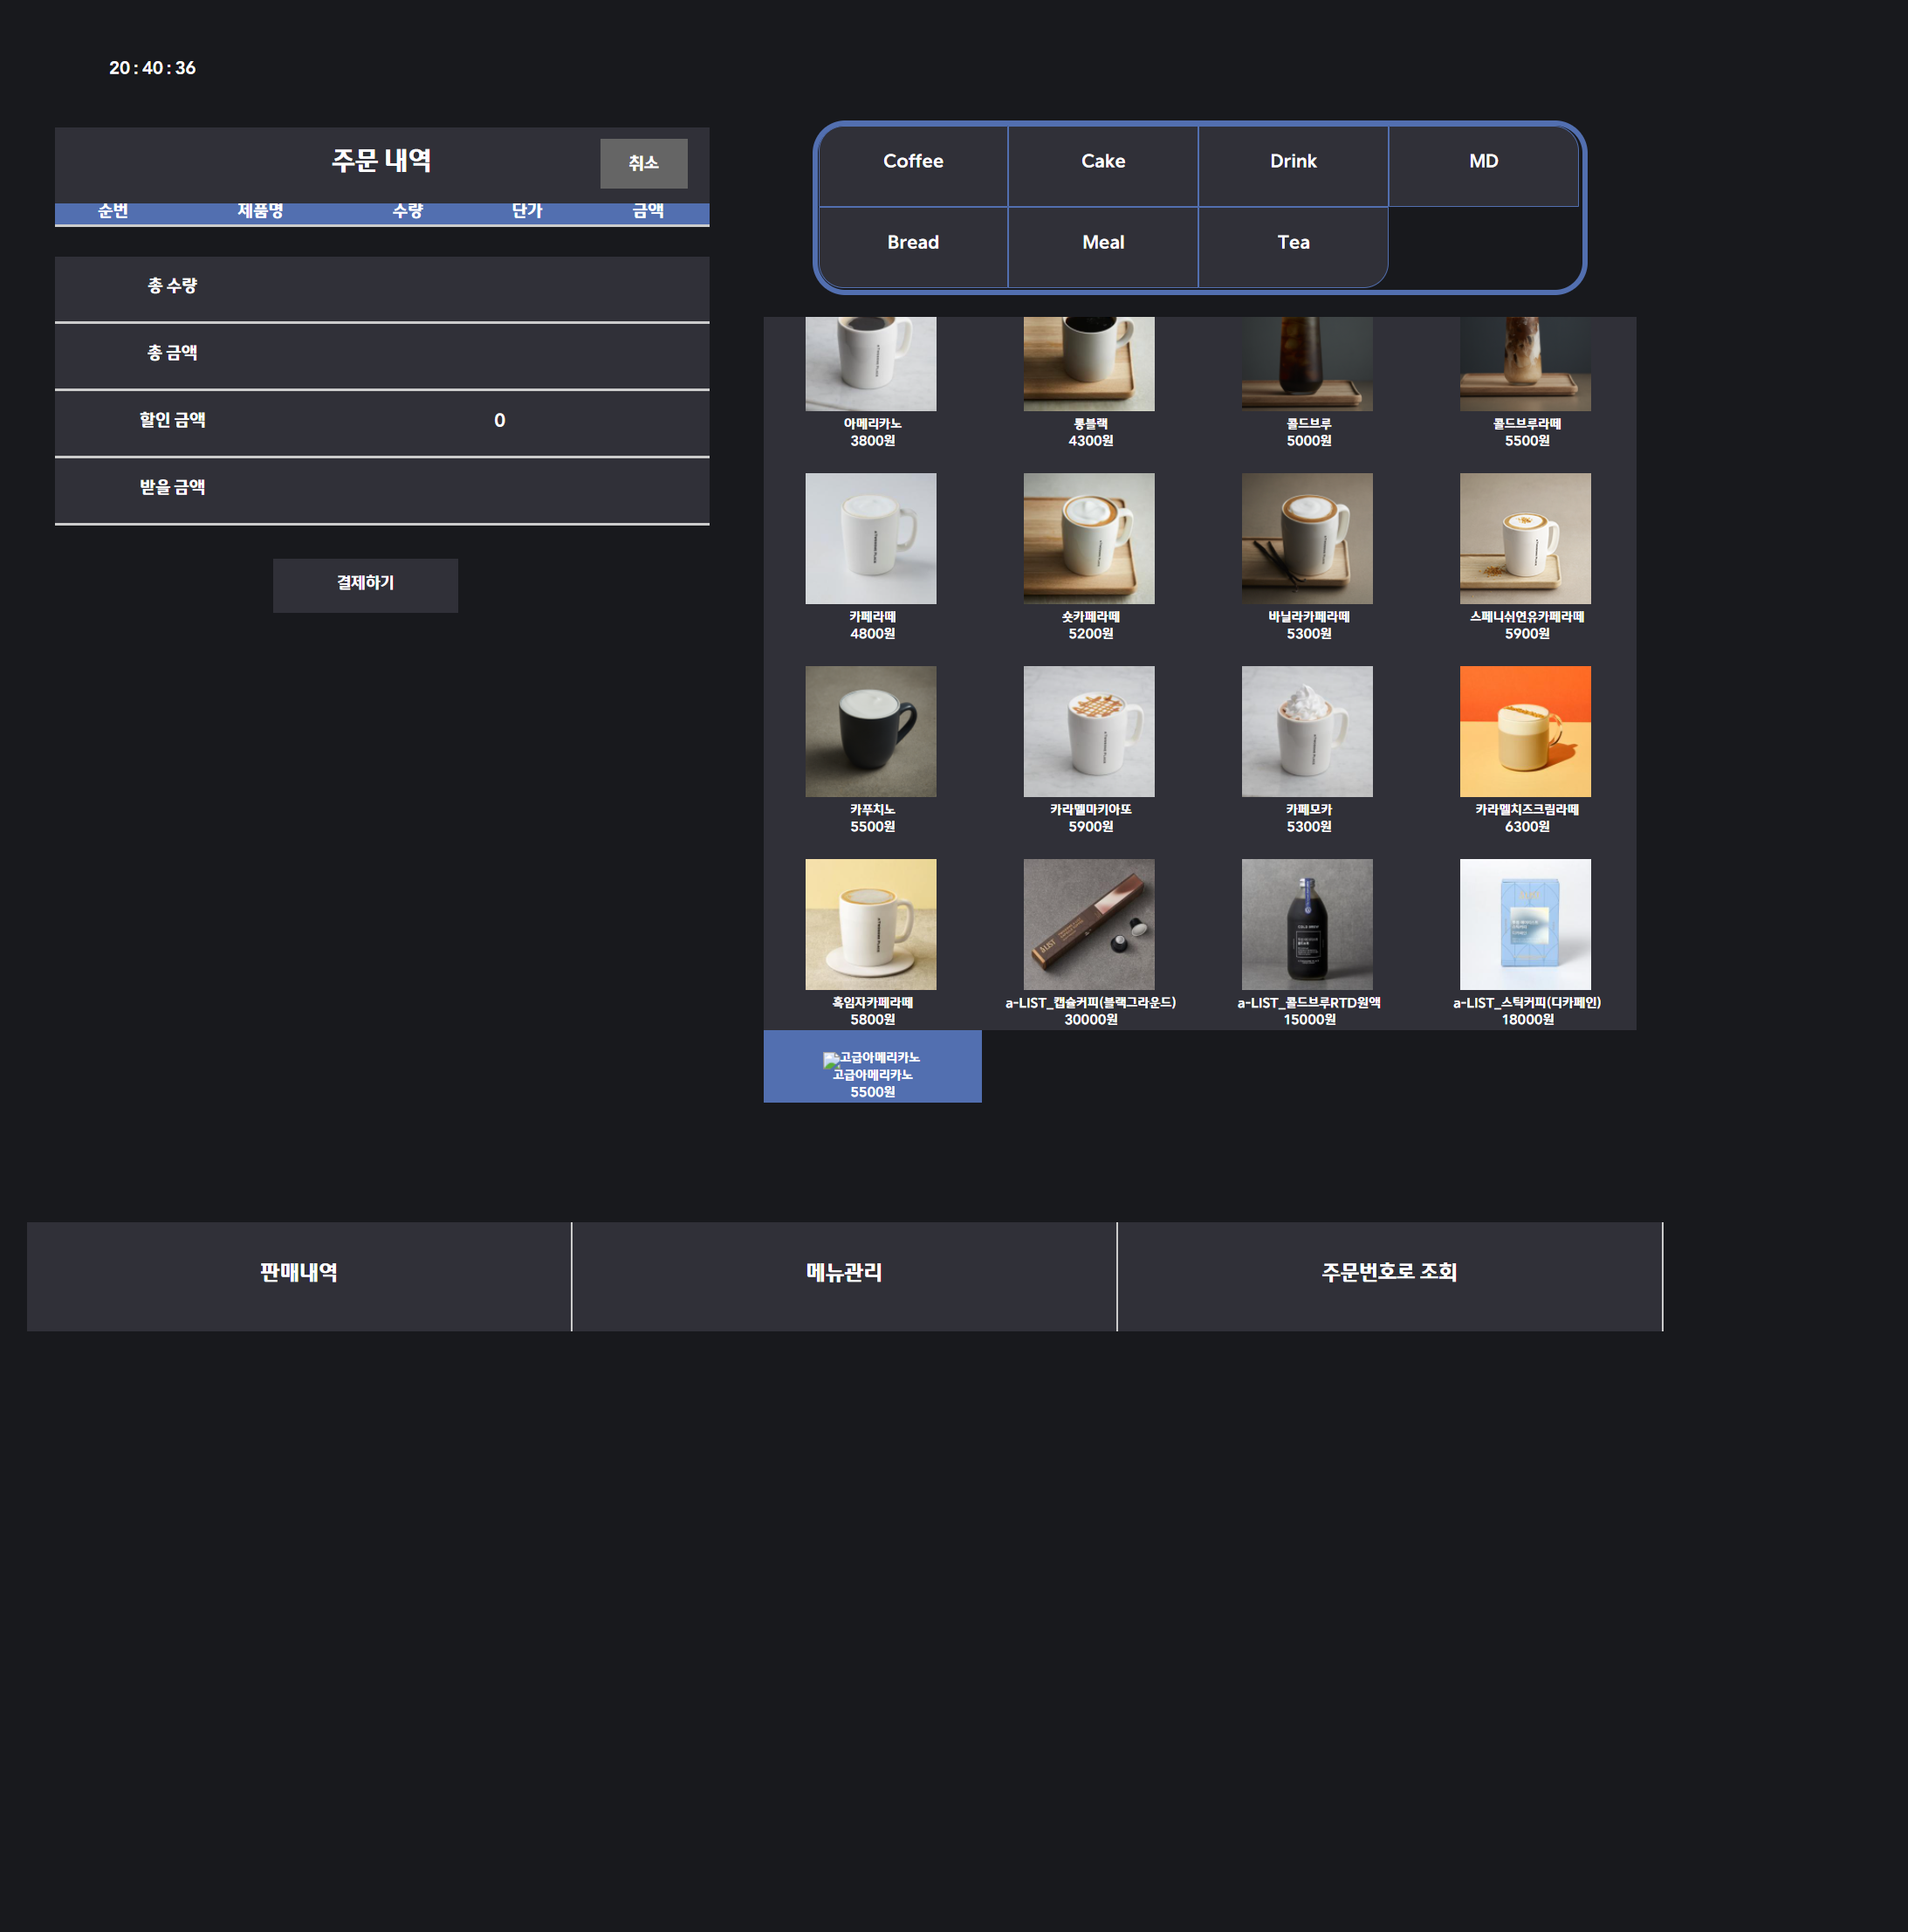 20 : 40 : 36
주문 내역
취소
순번 제품명 수량 단가 금액
총 수량
총 금액
할인 금액 0
받을 금액
결제하기
Coffee Cake Drink MD
Bread Meal Tea
아메리카노 롱블랙 콜드브루 콜드브루라떼
3800원 4300원 5000원 5500원
카페라떼 숏카페라떼 바닐라카페라떼 스페니쉬연유카페라떼
4800원 5200원 5300원 5900원
카푸치노 카라멜마키아또 카페모카 카라멜치즈크림라떼
5500원 5900원 5300원 6300원
흑임자카페라떼 a-LIST_캡슐커피(블랙그라운드) a-LIST_콜드브루RTD원액 a-LIST_스틱커피(디카페인)
5800원 30000원 15000원 18000원
고급아메리카노
고급아메리카노
5500원
판매내역 메뉴관리 주문번호로 조회